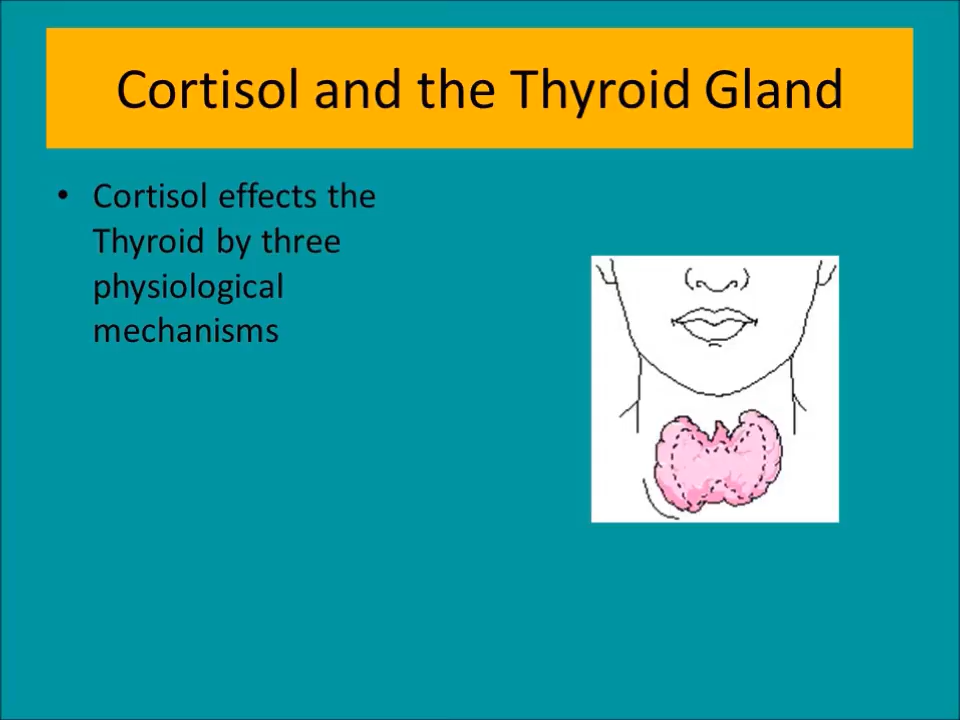 Cortisol and the Thyroid Gland
• Cortisol effects the
Thyroid by three
physiological
mechanisms